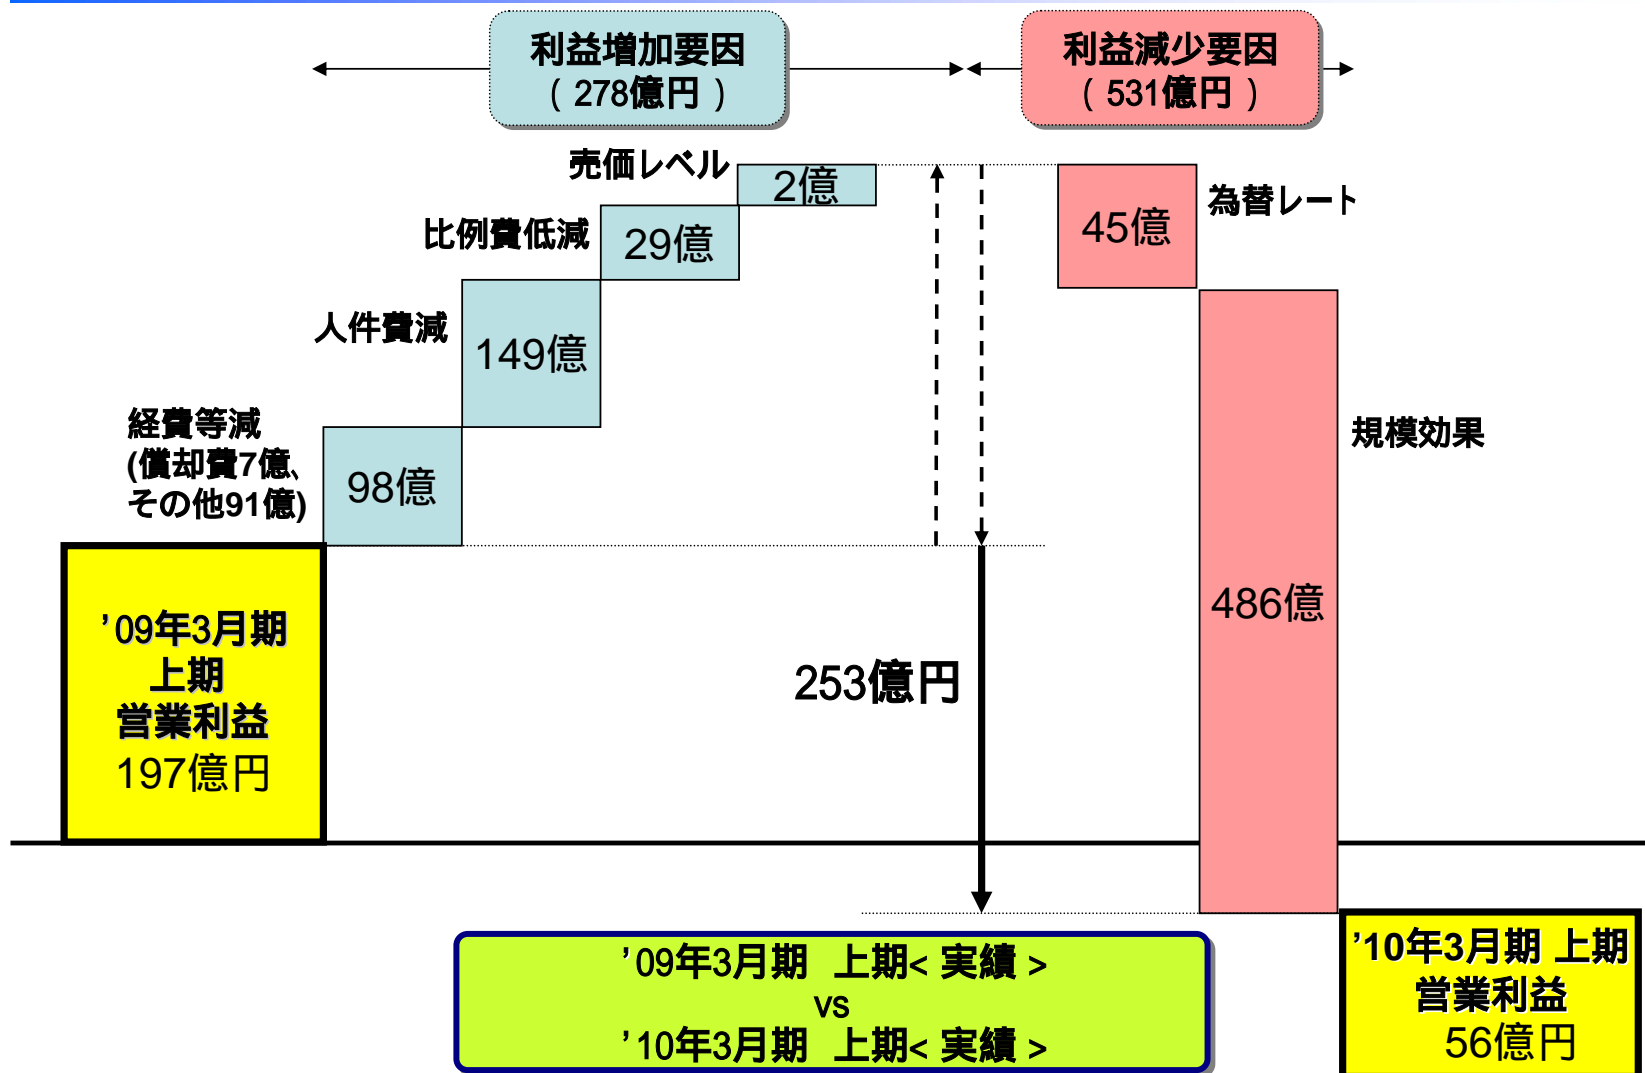 利益増加要因
( 278億円 )
利益減少要因
( 531億円 )
売価レベル
2億
為替レート
45億
比例費低減
29億
人件費減
149億
経費等減
(償却費7億、
その他91億)
98億
規模効果
486億
’09年3月期
上期
営業利益
197億円
253億円
’09年3月期 上期< 実績 >
VS
’10年3月期 上期< 実績 >
’10年3月期 上期
営業利益
56億円